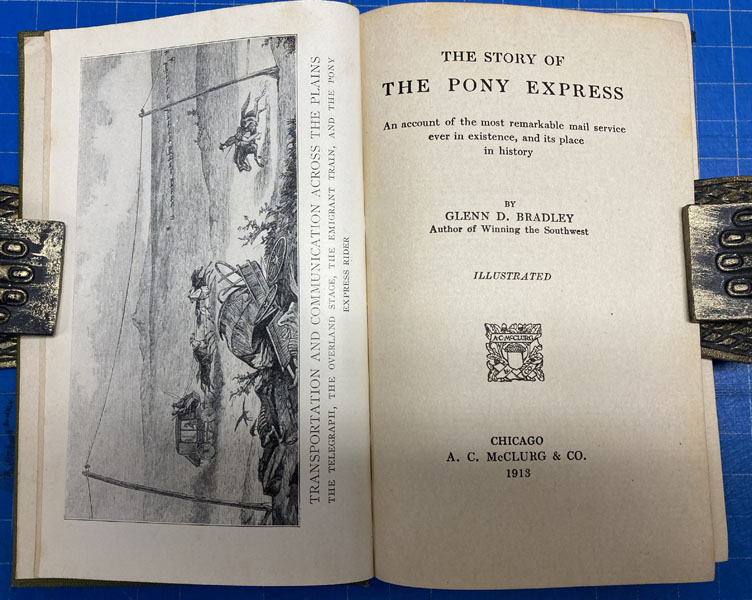 TRANSPORTATION AND COMMUNICATION ACROSS THE PLAINS
THE TELEGRAPH, THE OVERLAND STAGE, THE EMIGRANT TRAIN, AND THE PONY
EXPRESS RIDER
THE STORY OF
THE PONY EXPRESS
An account of the most remarkable mail service
ever in existence, and its place
in history
BY
GLENN D. BRADLEY
Author of Winning the Southwest
ILLUSTRATED
A·C·McCLURG
CHICAGO
A. C. McCLURG & CO.
1913